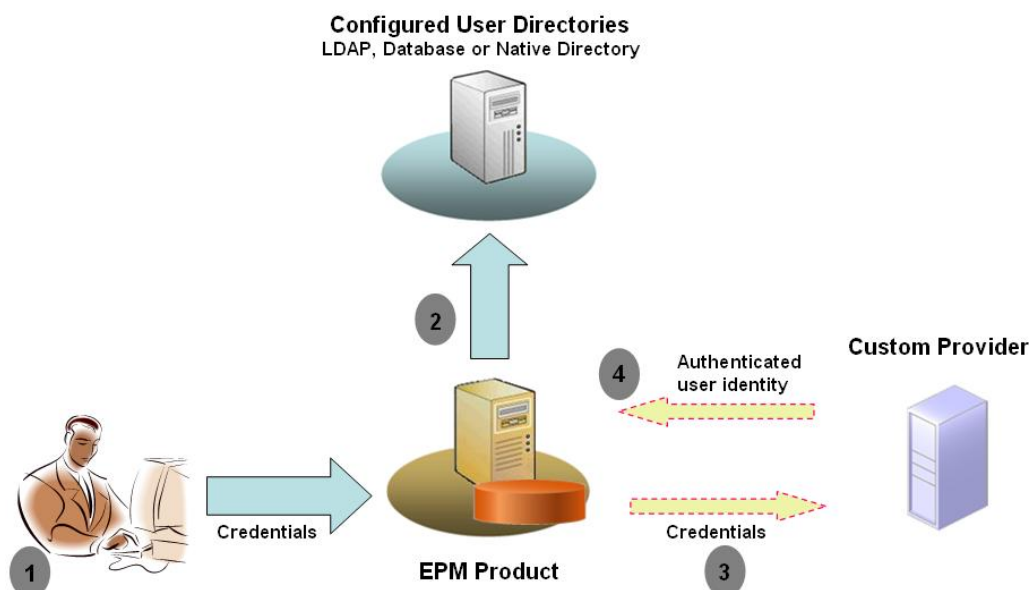 Configured User Directories
LDAP, Database or Native Directory
2
Custom Provider
4
Authenticated
user identity
Credentials
Credentials
1
EPM Product
3